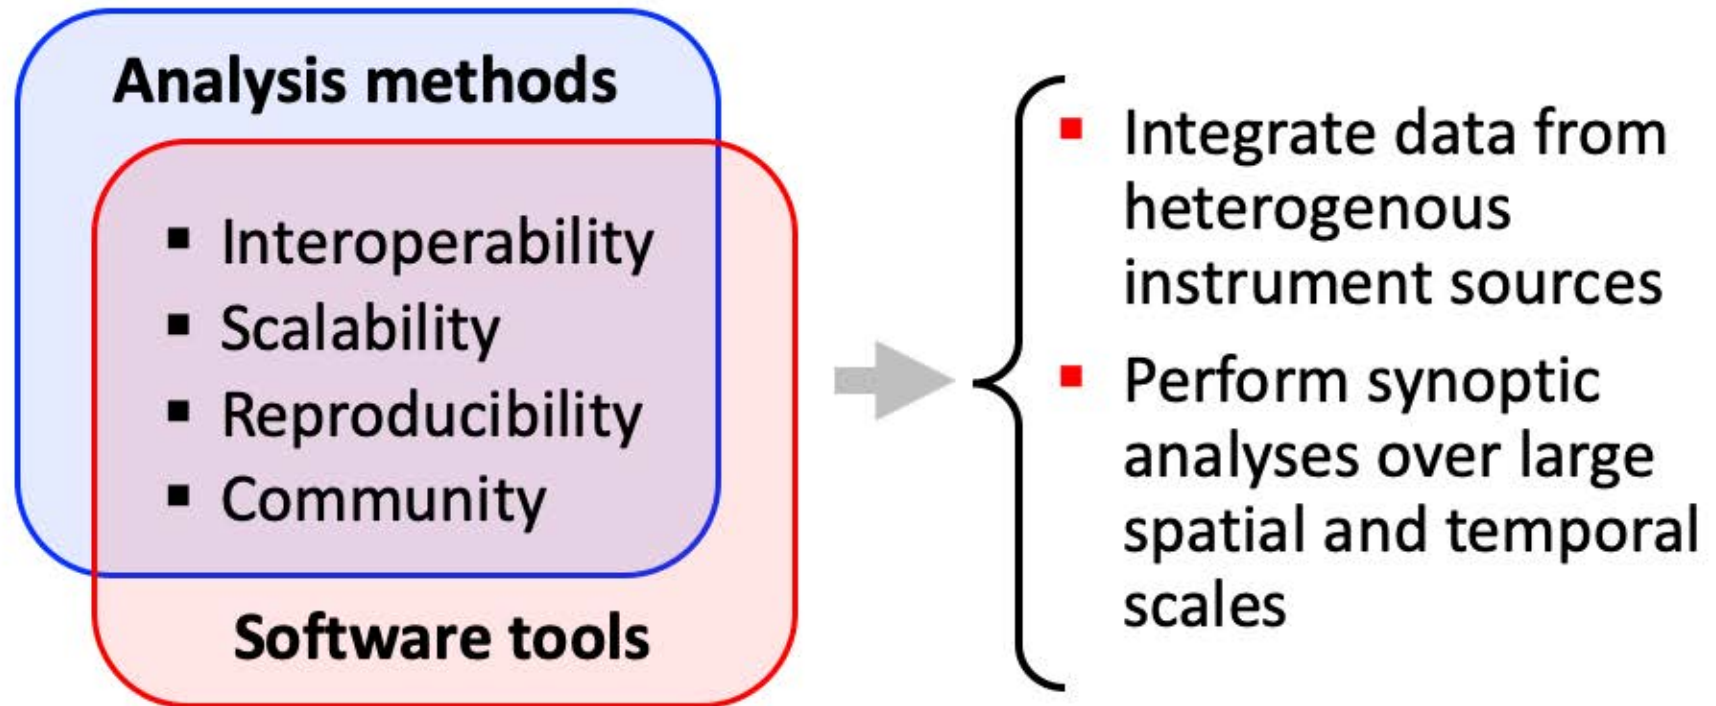 Analysis methods
▪ Interoperability
▪ Scalability
▪ Reproducibility
▪ Community
Software tools
▪ Integrate data from
heterogenous
instrument sources
▪ Perform synoptic
analyses over large
spatial and temporal
scales